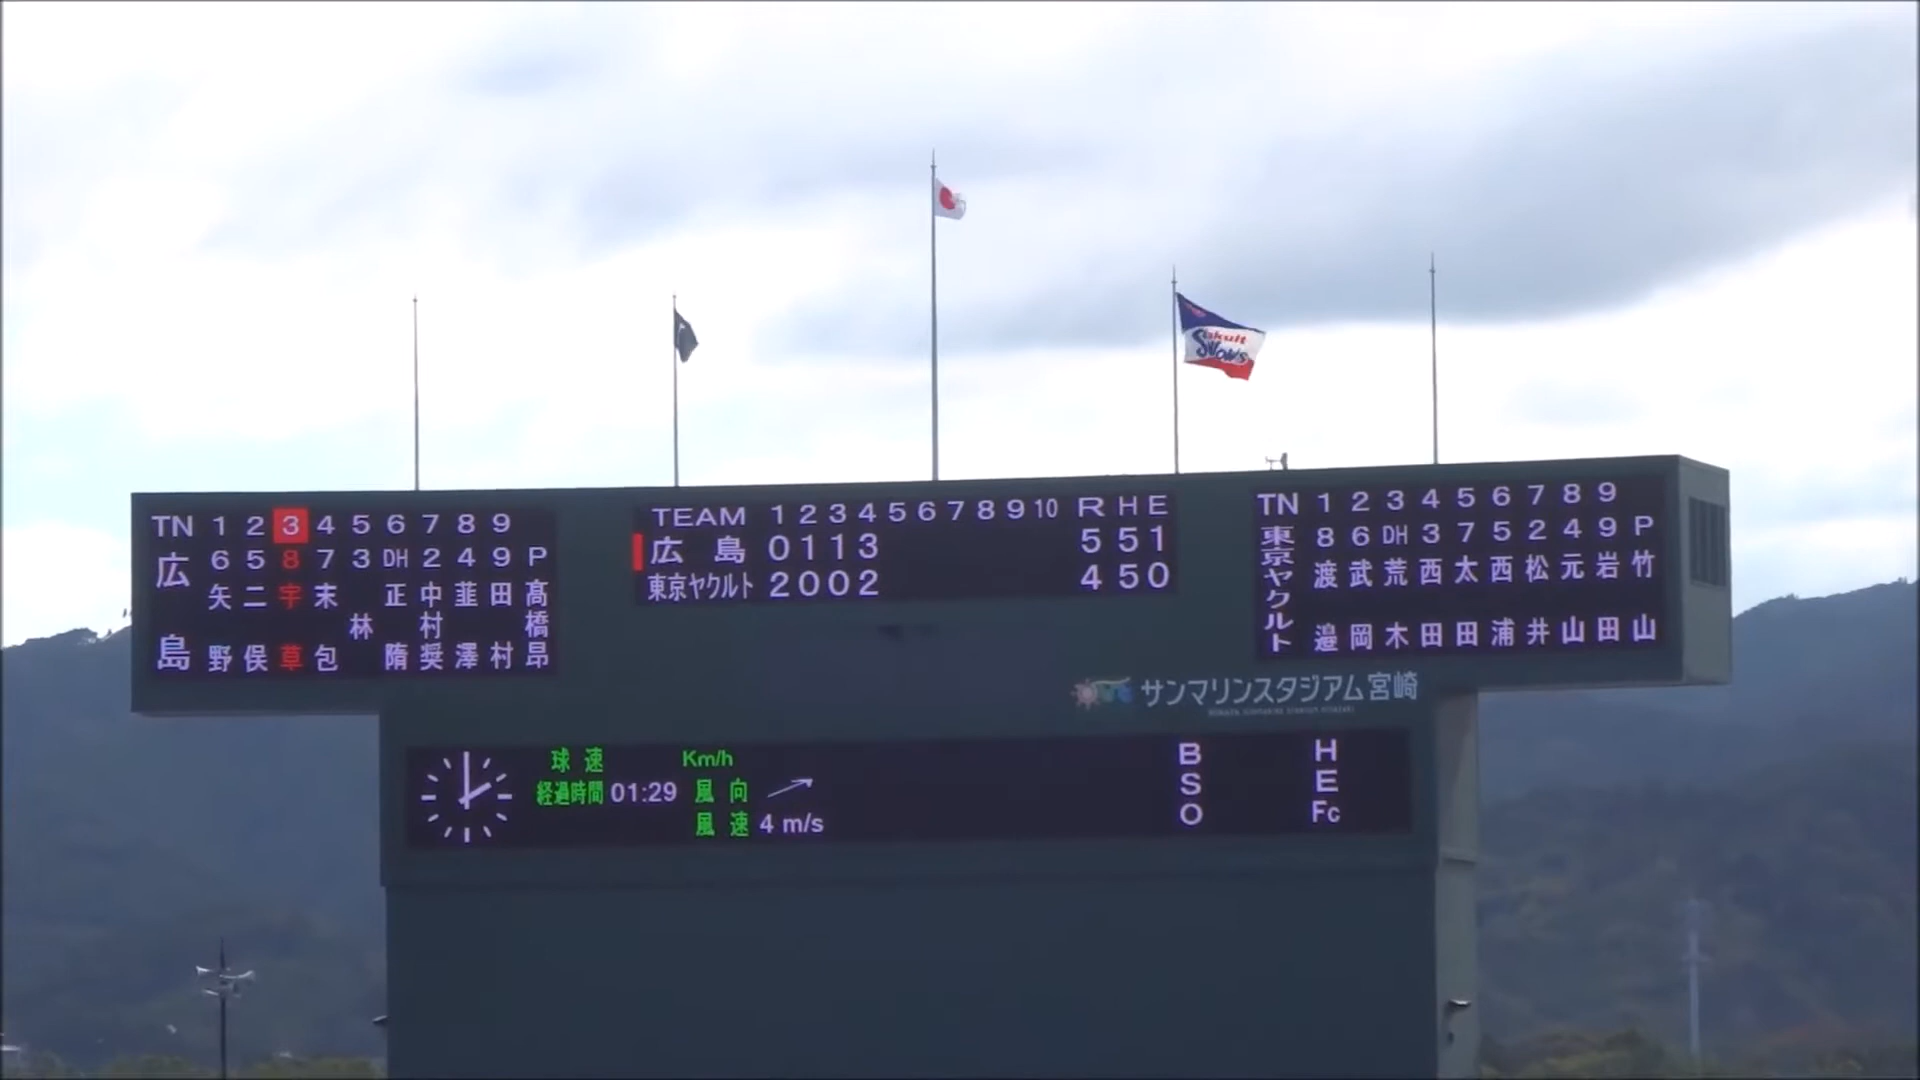 Yakult
Swallows
TN 1 2 3 4 5 6 7 8 9
広島 6 5 8 7 3 DH 2 4 9 P
矢野 二俣 宇草 末包 林 正隋 中村奨 韮澤 田村 髙橋昂
TEAM 1 2 3 4 5 6 7 8 9 10 R H E
広島 0 1 1 3 5 5 1
東京ヤクルト 2 0 0 2 4 5 0
TN 1 2 3 4 5 6 7 8 9
東京ヤクルト 8 6 DH 3 7 5 2 4 9 P
渡邉 武岡 荒木 西田 太田 西浦 松井 元山 岩田 竹山
サンマリンスタジアム宮崎
球速 Km/h
経過時間 01:29 風向
風速 4 m/s
B H
S E
O Fc